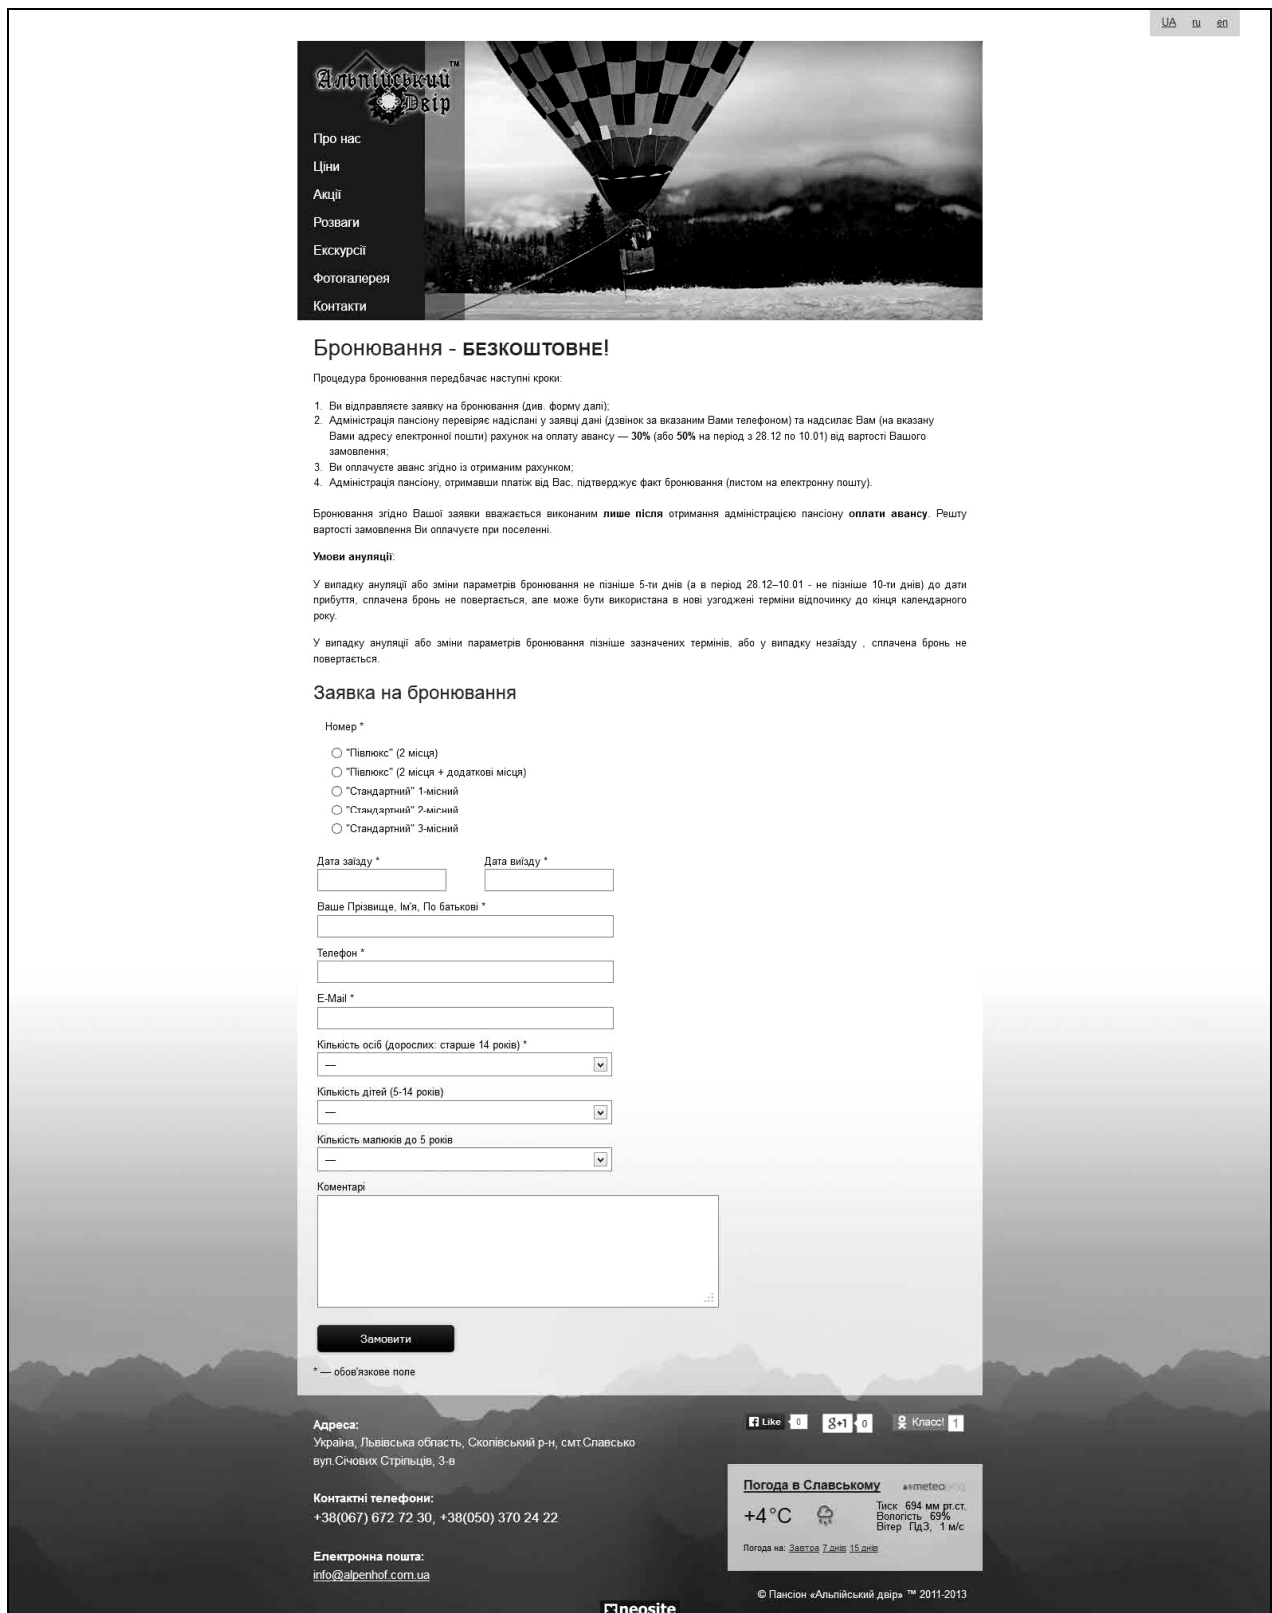 UA ru en
Альпійський™
Двір
Про нас
Ціни
Акції
Розваги
Екскурсії
Фотогалерея
Контакти
Бронювання - БЕЗКОШТОВНЕ!
Процедура бронювання передбачає наступні кроки:
1. Ви відправляєте заявку на бронювання (див. форму далі);
2. Адміністрація пансіону перевіряє надіслані у заявці дані (дзвінок за вказаним Вами телефоном) та надсилає Вам (на вказану
Вами адресу електронної пошти) рахунок на оплату авансу — 30% (або 50% на період з 28.12 по 10.01) від вартості Вашого
замовлення;
3. Ви оплачуєте аванс згідно із отриманим рахунком;
4. Адміністрація пансіону, отримавши платіж від Вас, підтверджує факт бронювання (листом на електронну пошту).
Бронювання згідно Вашої заявки вважається виконаним лише після отримання адміністрацією пансіону оплати авансу. Решту
вартості замовлення Ви оплачуєте при поселенні.
Умови ануляції:
У випадку ануляції або зміни параметрів бронювання не пізніше 5-ти днів (а в період 28.12–10.01 - не пізніше 10-ти днів) до дати
прибуття, сплачена бронь не повертається, але може бути використана в нові узгоджені терміни відпочинку до кінця календарного
року.
У випадку ануляції або зміни параметрів бронювання пізніше зазначених термінів, або у випадку незаїзду , сплачена бронь не
повертається.
Заявка на бронювання
Номер *
"Півлюкс" (2 місця)
"Півлюкс" (2 місця + додаткові місця)
"Стандартний" 1-місний
"Стандартний" 2-місний
"Стандартний" 3-місний
Дата заїзду * Дата виїзду *
Ваше Прізвище, Ім'я, По батькові *
Телефон *
E-Mail *
Кількість осіб (дорослих: старше 14 років) *
—
Кількість дітей (5-14 років)
—
Кількість малюків до 5 років
—
Коментарі
Замовити
* — обов'язкове поле
Адреса:
Україна, Львівська область, Сколівський р-н, смт.Славсько
вул.Січових Стрільців, 3-в
Контактні телефони:
+38(067) 672 72 30, +38(050) 370 24 22
Електронна пошта:
info@alpenhof.com.ua
Like 0 g+1 0 Класс! 1
Погода в Славському meteo
+4°C
Тиск 694 мм рт.ст.
Вологість 69%
Вітер ПдЗ, 1 м/с
Погода на: Завтра 7 днів 15 днів
© Пансіон «Альпійський двір» ™ 2011-2013
neosite